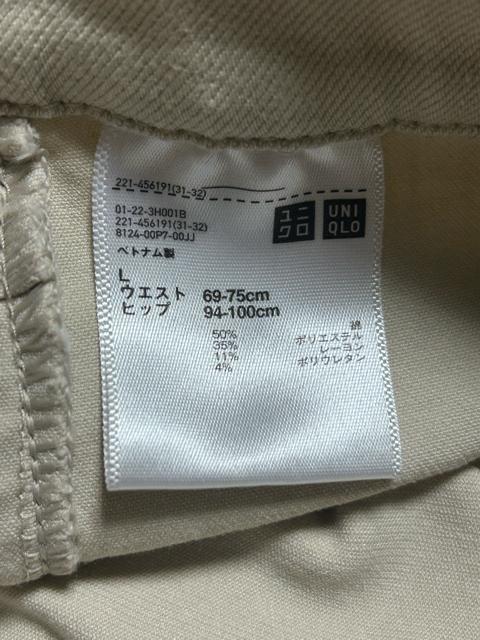 221-456191(31-32)
01-22-3H001B
221-456191(31-32)
8124-00P7-00JJ
ユニ
クロ
UNI
QLO
ベトナム製
L
ウエスト 69-75cm
ヒップ 94-100cm
50% 綿
35% ポリエステル
11% レーヨン
4% ポリウレタン